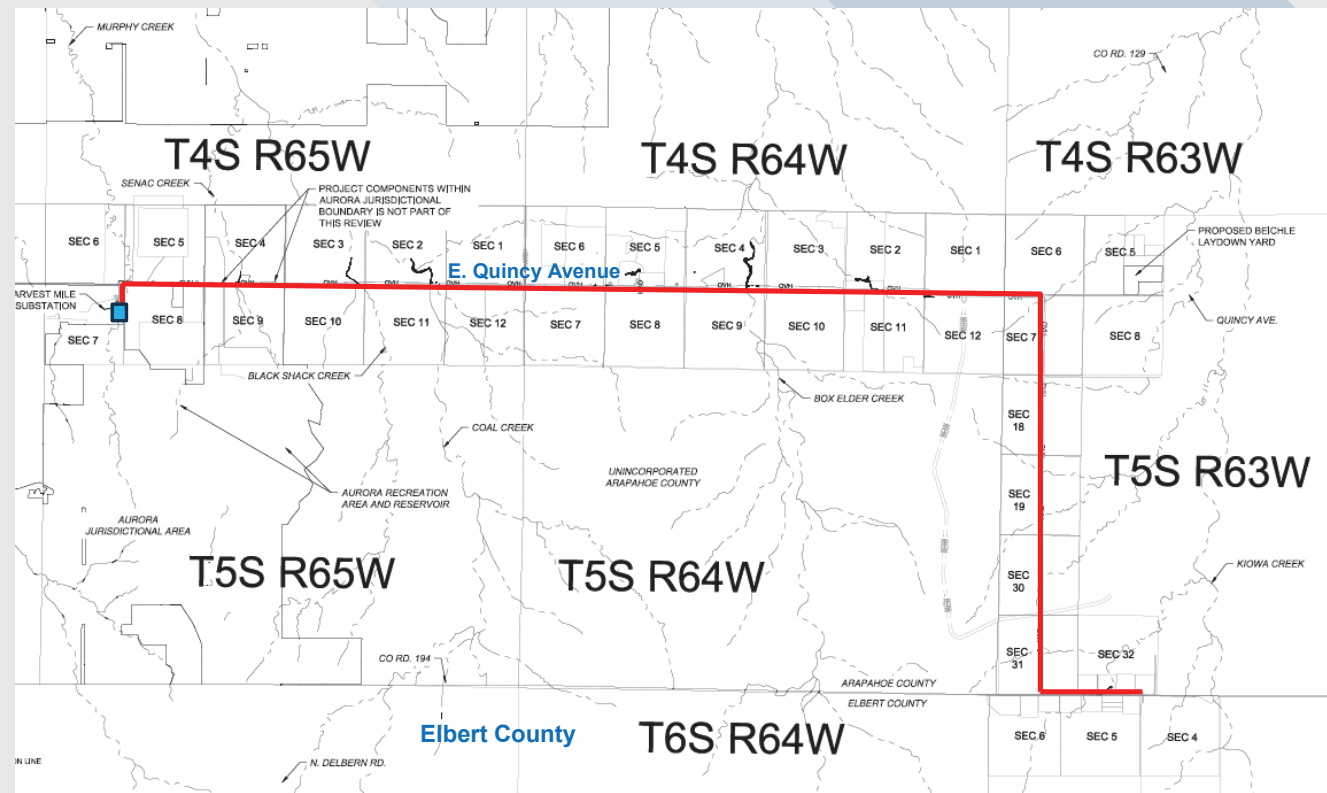 MURPHY CREEK
CO RD. 129
T4S R65W
T4S R64W
T4S R63W
SENAC CREEK
PROJECT COMPONENTS WITHIN
AURORA JURISDICTIONAL
BOUNDARY IS NOT PART OF
THIS REVIEW
PROPOSED BEICHLE
LAYDOWN YARD
SEC 6
SEC 5
SEC 4
SEC 3
SEC 2
SEC 1
SEC 6
SEC 5
SEC 4
SEC 3
SEC 2
SEC 1
SEC 6
SEC 5
E. Quincy Avenue
ARVEST MILE
SUBSTATION
SEC 7
SEC 8
SEC 9
SEC 10
SEC 11
SEC 12
SEC 7
SEC 8
SEC 9
SEC 10
SEC 11
SEC 12
SEC 7
SEC 8
QUINCY AVE.
BLACK SHACK CREEK
BOX ELDER CREEK
COAL CREEK
SEC
18
UNINCORPORATED
ARAPAHOE COUNTY
T5S R63W
AURORA RECREATION
AREA AND RESERVOIR
SEC
19
AURORA
JURISDICTIONAL AREA
T5S R65W
T5S R64W
SEC
30
KIOWA CREEK
CO RD. 194
SEC
31
SEC 32
ARAPAHOE COUNTY
ELBERT COUNTY
Elbert County
T6S R64W
SEC 6
SEC 5
SEC 4
ON LINE
N. DELBERN RD.